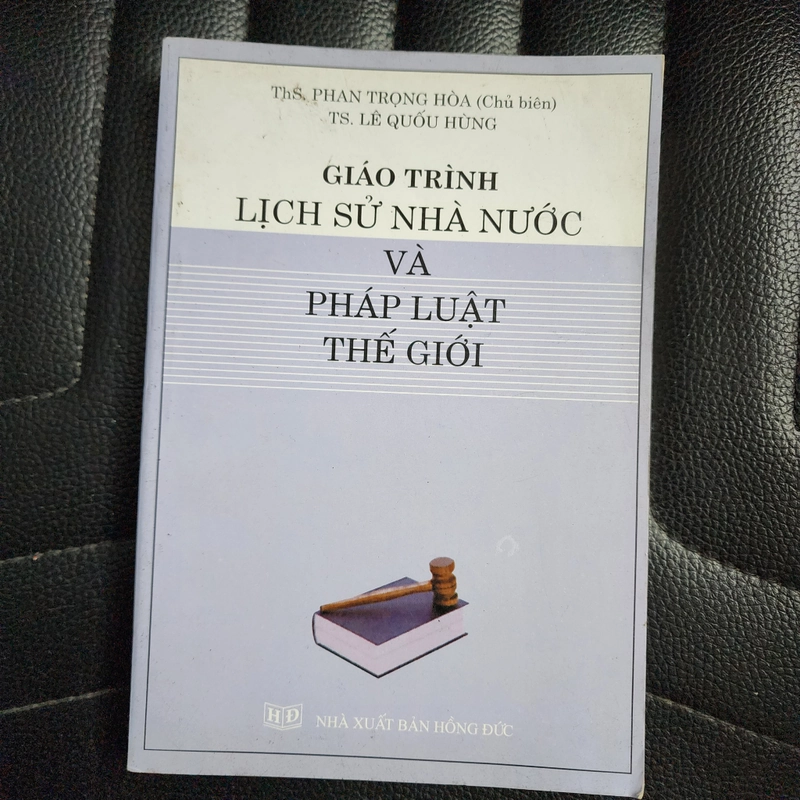 ThS. PHAN TRỌNG HÒA (Chủ biên)
TS. LÊ QUỐU HÙNG
GIÁO TRÌNH
LỊCH SỬ NHÀ NƯỚC
VÀ
PHÁP LUẬT
THẾ GIỚI
HĐ
NHÀ XUẤT BẢN HỒNG ĐỨC